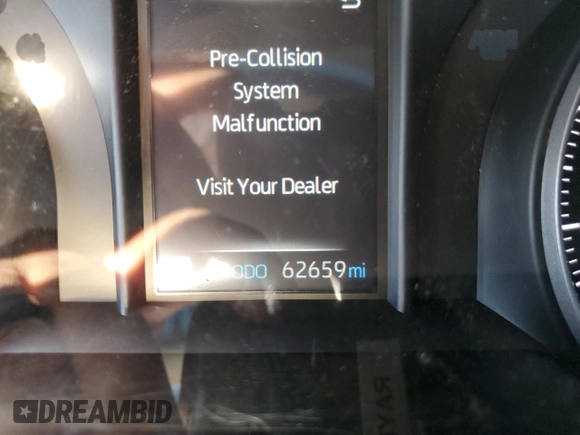 Pre-Collision
System
Malfunction
Visit Your Dealer
ODO 62659 mi
DREAMBID